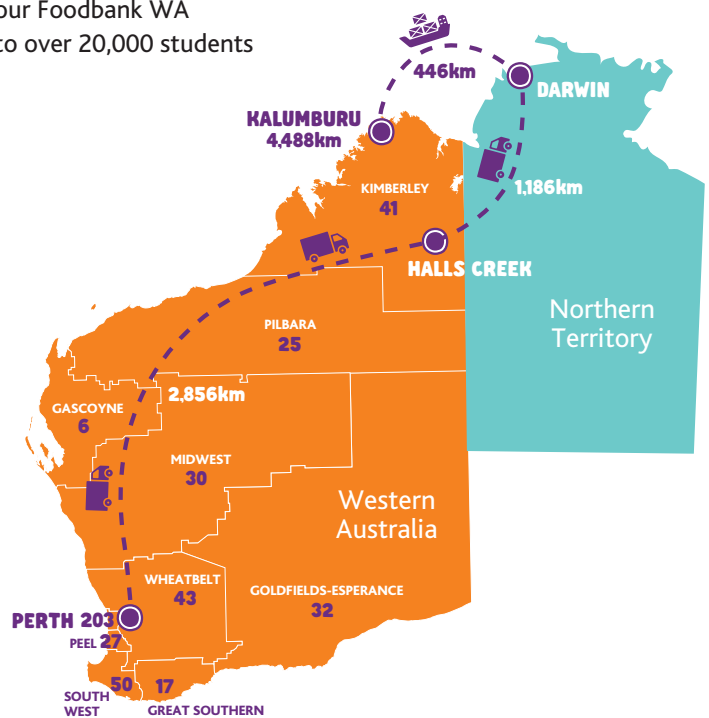 our Foodbank WA
to over 20,000 students
446km
DARWIN
KALUMBURU
4,488km
KIMBERLEY
41
1,186km
HALLS CREEK
Northern
Territory
PILBARA
25
2,856km
GASCOYNE
6
MIDWEST
30
Western
Australia
WHEATBELT
43
GOLDFIELDS-ESPERANCE
32
PERTH 203
PEEL 27
50
SOUTH
WEST
17
GREAT SOUTHERN